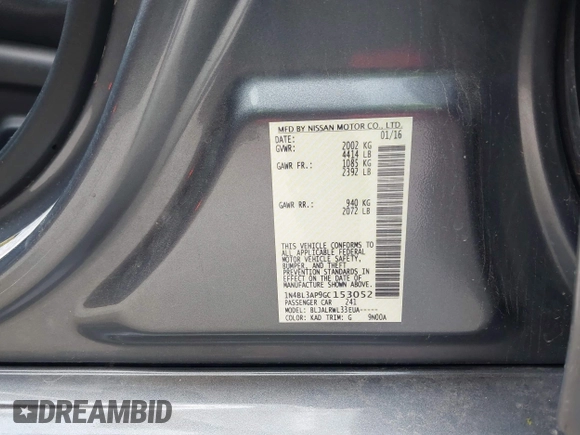 MFD BY NISSAN MOTOR CO., LTD.
DATE: 01/16
GVWR: 2002 KG
4414 LB
GAWR FR.: 1085 KG
2392 LB
GAWR RR.: 940 KG
2072 LB
THIS VEHICLE CONFORMS TO
ALL APPLICABLE FEDERAL
MOTOR VEHICLE SAFETY,
BUMPER, AND THEFT
PREVENTION STANDARDS IN
EFFECT ON THE DATE OF
MANUFACTURE SHOWN ABOVE.
1N4BL3AP9GC153052
PASSENGER CAR 241
MODEL: BLJALRWL33EUA-----
COLOR: KAD TRIM: G 9N00A
DREAMBID